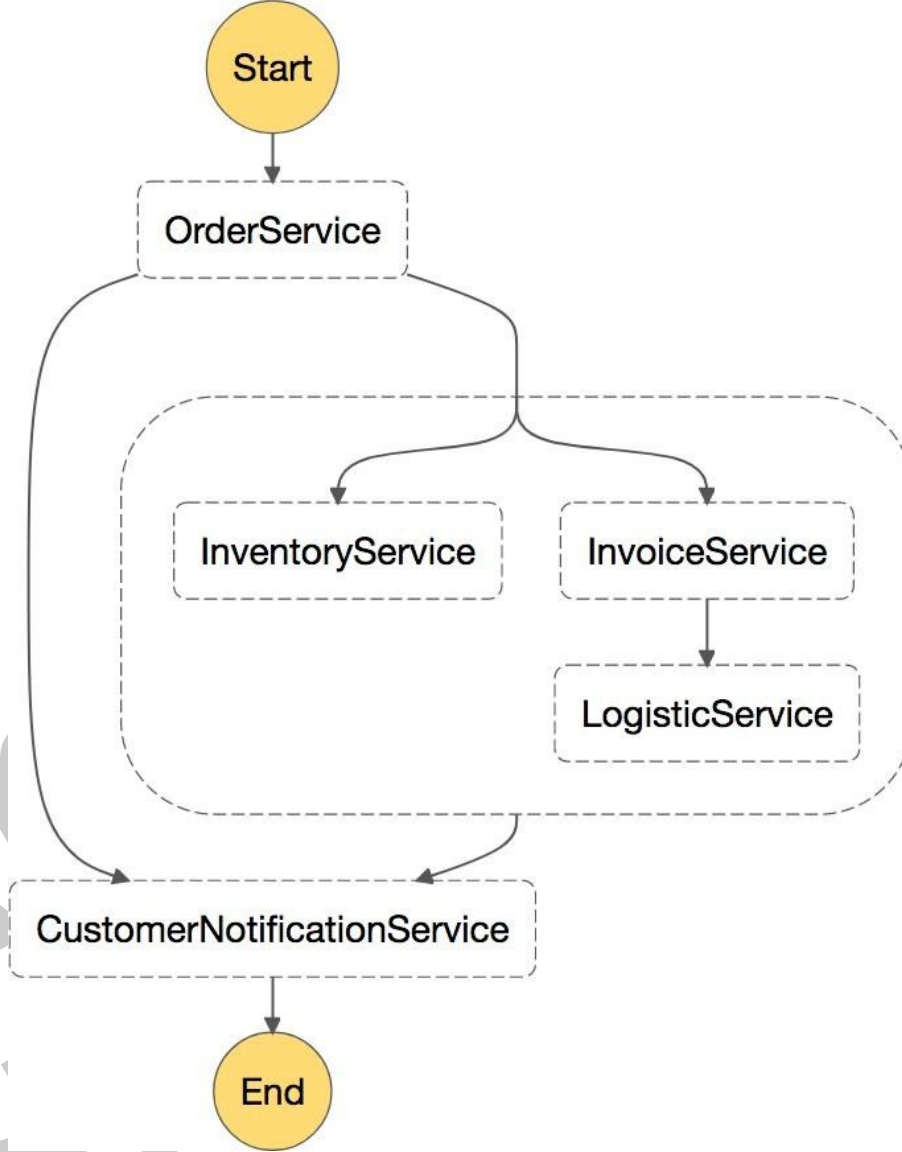 Start
OrderService
InventoryService
InvoiceService
LogisticService
CustomerNotificationService
End